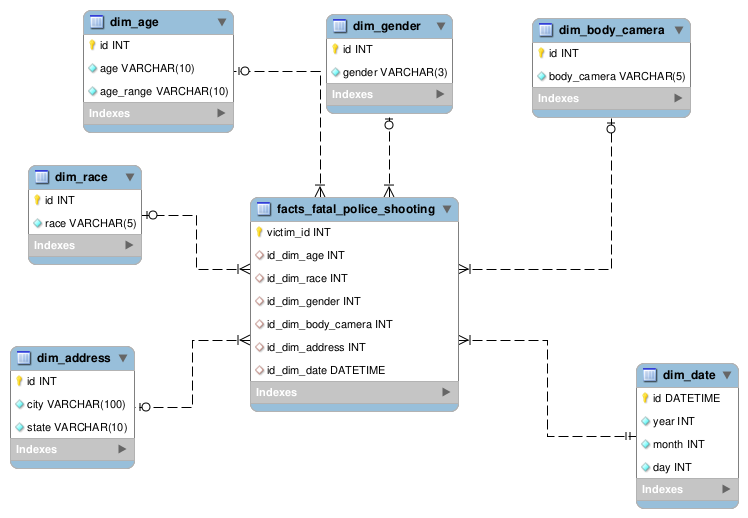 dim_age
id INT
age VARCHAR(10)
age_range VARCHAR(10)
Indexes
dim_gender
id INT
gender VARCHAR(3)
Indexes
dim_body_camera
id INT
body_camera VARCHAR(5)
Indexes
dim_race
id INT
race VARCHAR(5)
Indexes
facts_fatal_police_shooting
victim_id INT
id_dim_age INT
id_dim_race INT
id_dim_gender INT
id_dim_body_camera INT
id_dim_address INT
id_dim_date DATETIME
Indexes
dim_address
id INT
city VARCHAR(100)
state VARCHAR(10)
Indexes
dim_date
id DATETIME
year INT
month INT
day INT
Indexes